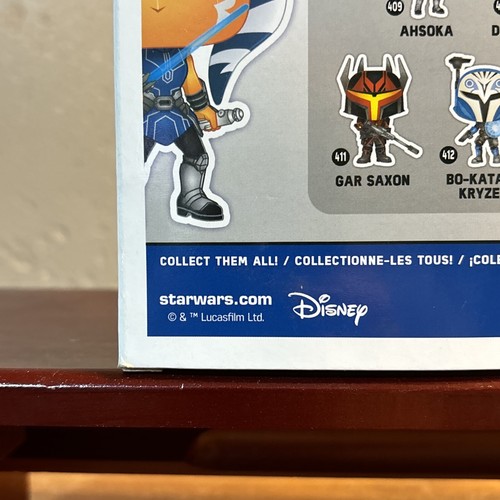 409
AHSOKA
D
411
412
GAR SAXON
BO-KATA
KRYZE
COLLECT THEM ALL! / COLLECTIONNE-LES TOUS! / ¡COLE
starwars.com
Disney
© & ™ Lucasfilm Ltd.